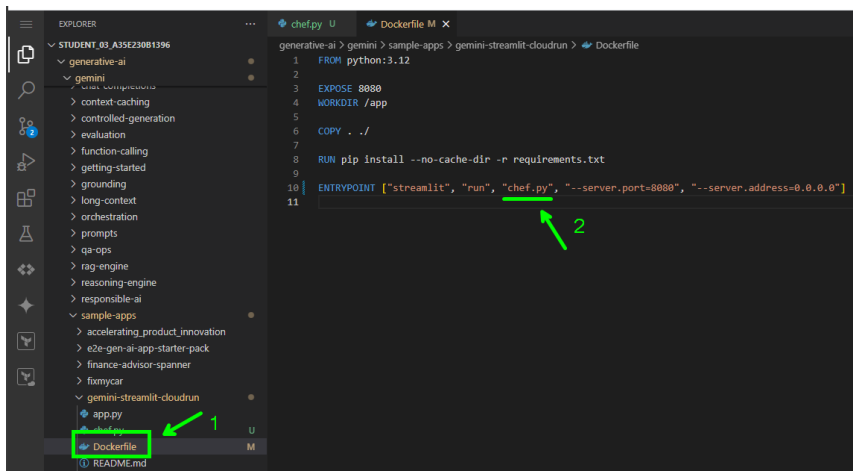 EXPLORER
chef.py U
Dockerfile M
STUDENT_03_A35E230B1396
generative-ai > gemini > sample-apps > gemini-streamlit-cloudrun > Dockerfile
generative-ai
gemini
chat-completions
context-caching
controlled-generation
evaluation
function-calling
getting-started
grounding
long-context
orchestration
prompts
qa-ops
rag-engine
reasoning-engine
responsible-ai
sample-apps
accelerating_product_innovation
e2e-gen-ai-app-starter-pack
finance-advisor-spanner
fixmycar
gemini-streamlit-cloudrun
app.py
chef.py U
Dockerfile M
README.md
1 FROM python:3.12
2
3 EXPOSE 8080
4 WORKDIR /app
5
6 COPY . ./
7
8 RUN pip install --no-cache-dir -r requirements.txt
9
10 ENTRYPOINT ["streamlit", "run", "chef.py", "--server.port=8080", "--server.address=0.0.0.0"]
11
1
2
2